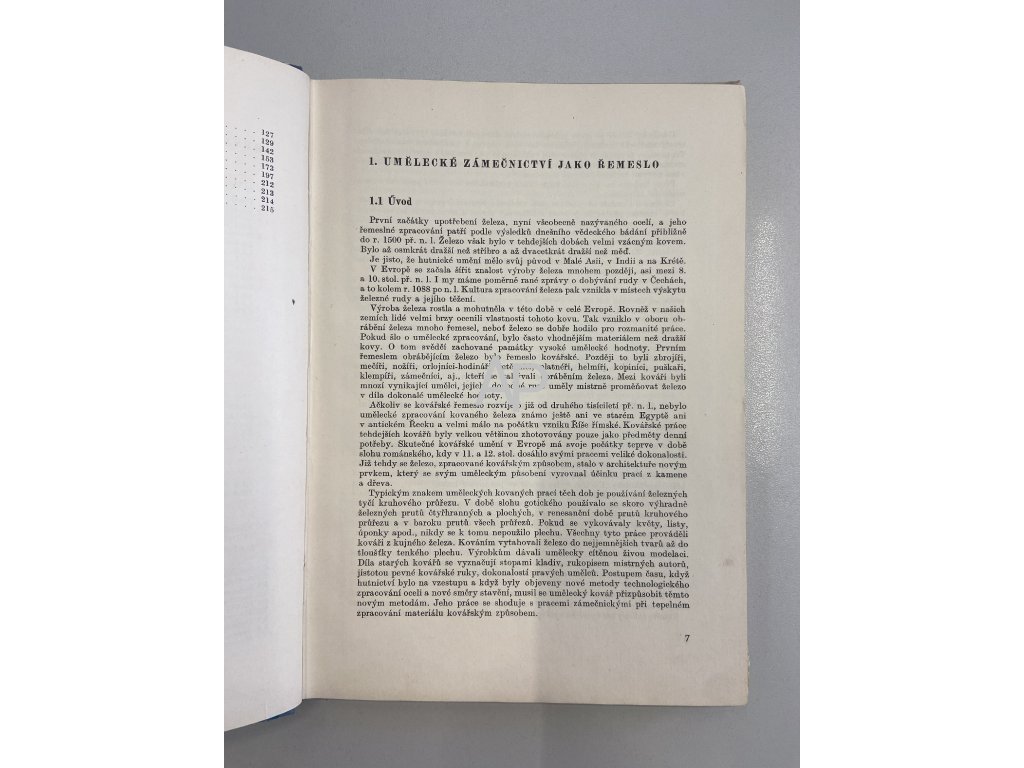 127
129
142
153
173
197
212
213
214
215
1. UMĚLECKÉ ZÁMEČNICTVÍ JAKO ŘEMESLO
1.1 Úvod
První začátky upotřebení železa, nyní všeobecně nazývaného ocelí, a jeho
řemeslné zpracování patří podle výsledků dnešního vědeckého bádání přibližně
do r. 1500 př. n. l. Železo však bylo v tehdejších dobách velmi vzácným kovem.
Bylo až osmkrát dražší než stříbro a až dvacetkrát dražší než měď.
Je jisto, že hutnické umění mělo svůj původ v Malé Asii, v Indii a na Krétě.
V Evropě se začala šířit znalost výroby železa mnohem později, asi mezi 8.
a 10. stol. př. n. l. I my máme poměrně rané zprávy o dobývání rudy v Čechách,
a to kolem r. 1088 po n. l. Kultura zpracování železa pak vznikla v místech výskytu
železné rudy a jejího těžení.
Výroba železa rostla a mohutněla v této době v celé Evropě. Rovněž v našich
zemích lidé velmi brzy ocenili vlastnosti tohoto kovu. Tak vzniklo v oboru ob-
rábění železa mnoho řemesel, neboť železo se dobře hodilo pro rozmanité práce.
Pokud šlo o umělecké zpracování, bylo často vhodnějším materiálem než dražší
kovy. O tom svědčí zachované památky vysoké umělecké hodnoty. Prvním
řemeslem obrábějícím železo bylo řemeslo kovářské. Později to byli zbrojíři,
mečíři, nožíři, orlojníci-hodináři, platnéři, helmíři, kopiníci, puškaři,
klempíři, zámečníci, aj., kteří obráběním železa. Mezi kováři byli
mnozí vynikající umělci, jejichž ruce uměly mistrně proměňovat železo
v díla dokonalé umělecké hodnoty.
Ačkoliv se kovářské řemeslo rozvíjelo již od druhého tisíciletí př. n. l., nebylo
umělecké zpracování kovaného železa známo ještě ani ve starém Egyptě ani
v antickém Řecku a velmi málo na počátku vzniku Říše římské. Kovářské práce
tehdejších kovářů byly velkou většinou zhotovovány pouze jako předměty denní
potřeby. Skutečné kovářské umění v Evropě má svoje počátky teprve v době
slohu románského, kdy v 11. a 12. stol. dosáhlo svými pracemi veliké dokonalosti.
Již tehdy se železo, zpracované kovářským způsobem, stalo v architektuře novým
prvkem, který se svým uměleckým působení vyrovnal účinku prací z kamene
a dřeva.
Typickým znakem uměleckých kovaných prací těch dob je používání železných
tyčí kruhového průřezu. V době slohu gotického používalo se skoro výhradně
železných prutů čtyřhranných a plochých, v renesanční době prutů kruhového
průřezu a v baroku prutů všech průřezů. Pokud se vykovávaly květy, listy,
úponky apod., nikdy se k tomu nepoužilo plechu. Všechny tyto práce prováděli
kováři z kujného železa. Kováním vytahovali železo do nejjemnějších tvarů až do
tloušťky tenkého plechu. Výrobkům dávali umělecky cítěnou živou modelaci.
Díla starých kovářů se vyznačují stopami kladiv, rukopisem mistrných autorů,
jistotou pevné kovářské ruky, dokonalostí pravých umělců. Postupem času, když
hutnictví bylo na vzestupu a když byly objeveny nové metody technologického
zpracování oceli a nové směry stavění, musil se umělecký kovář přizpůsobit těmto
novým metodám. Jeho práce se shoduje s pracemi zámečnickými při tepelném
zpracování materiálu kovářským způsobem.
7